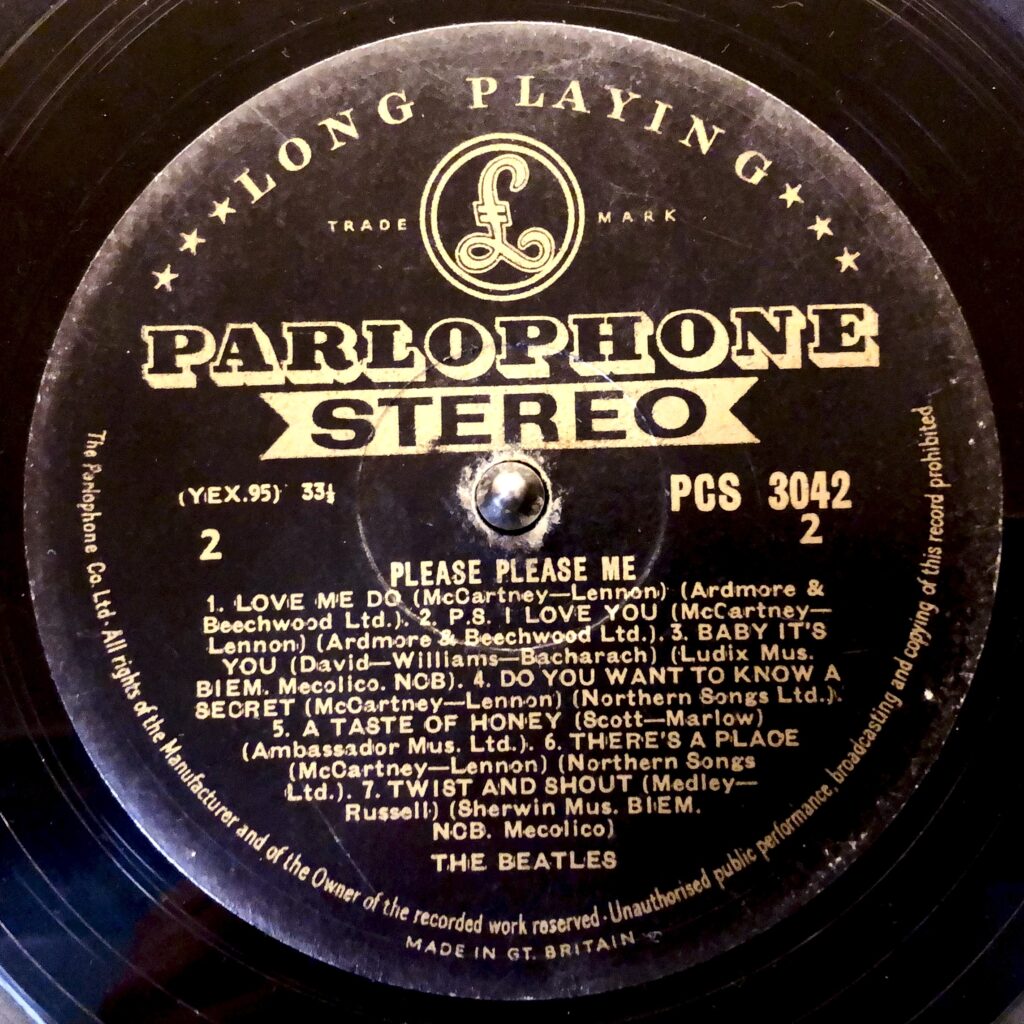 LONG PLAYING
TRADE £ MARK
PARLOPHONE
STEREO
(YEX.95) 33⅓
PCS 3042
2
2
PLEASE PLEASE ME
1. LOVE ME DO (McCartney—Lennon) (Ardmore &
Beechwood Ltd.). 2. P.S. I LOVE YOU (McCartney—
Lennon) (Ardmore & Beechwood Ltd.). 3. BABY IT'S
YOU (David—Williams—Bacharach) (Ludix Mus.
BIEM. Mecolico. NCB). 4. DO YOU WANT TO KNOW A
SECRET (McCartney—Lennon) (Northern Songs Ltd.).
5. A TASTE OF HONEY (Scott—Marlow)
(Ambassador Mus. Ltd.). 6. THERE'S A PLACE
(McCartney—Lennon) (Northern Songs
Ltd.). 7. TWIST AND SHOUT (Medley—
Russell) (Sherwin Mus. BIEM.
NCB. Mecolico)
THE BEATLES
The Parlophone Co. Ltd. All rights of the Manufacturer and of the Owner of the recorded work reserved · Unauthorised public performance, broadcasting and copying of this record prohibited
MADE IN GT. BRITAIN